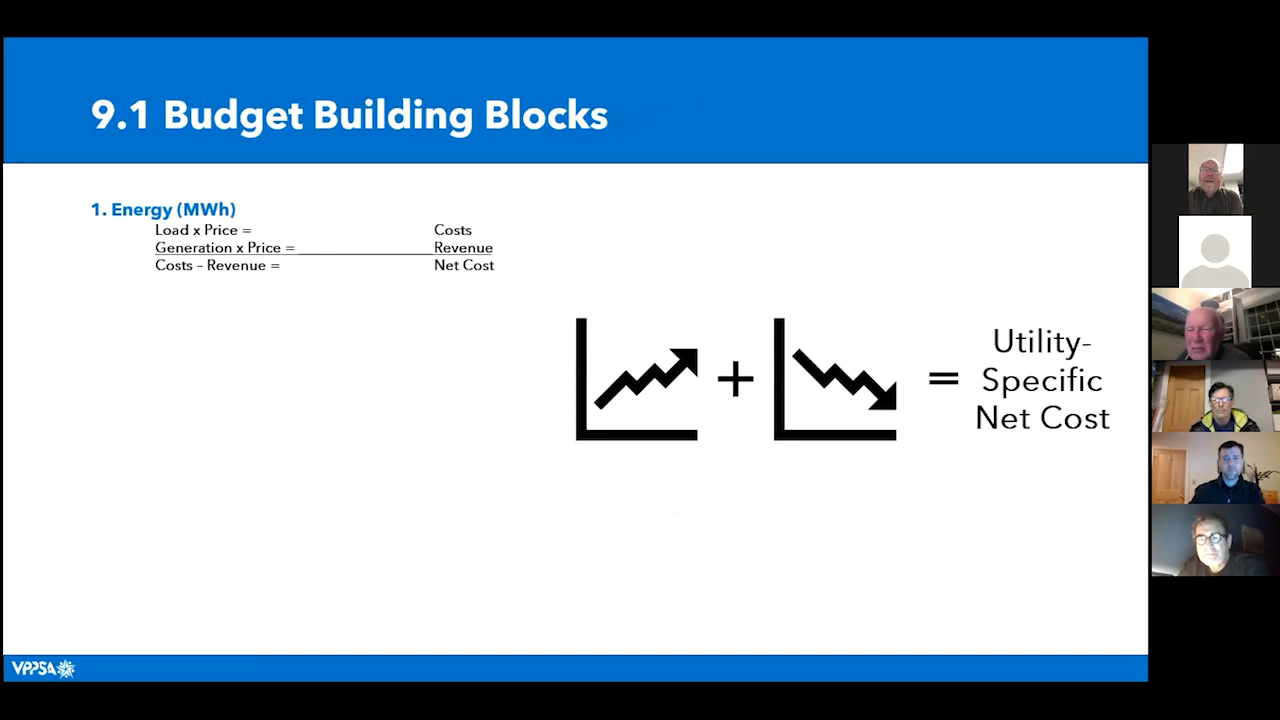 9.1 Budget Building Blocks
1. Energy (MWh)
Load x Price = Costs
Generation x Price = Revenue
Costs – Revenue = Net Cost
+
=
Utility-
Specific
Net Cost
VPPSA